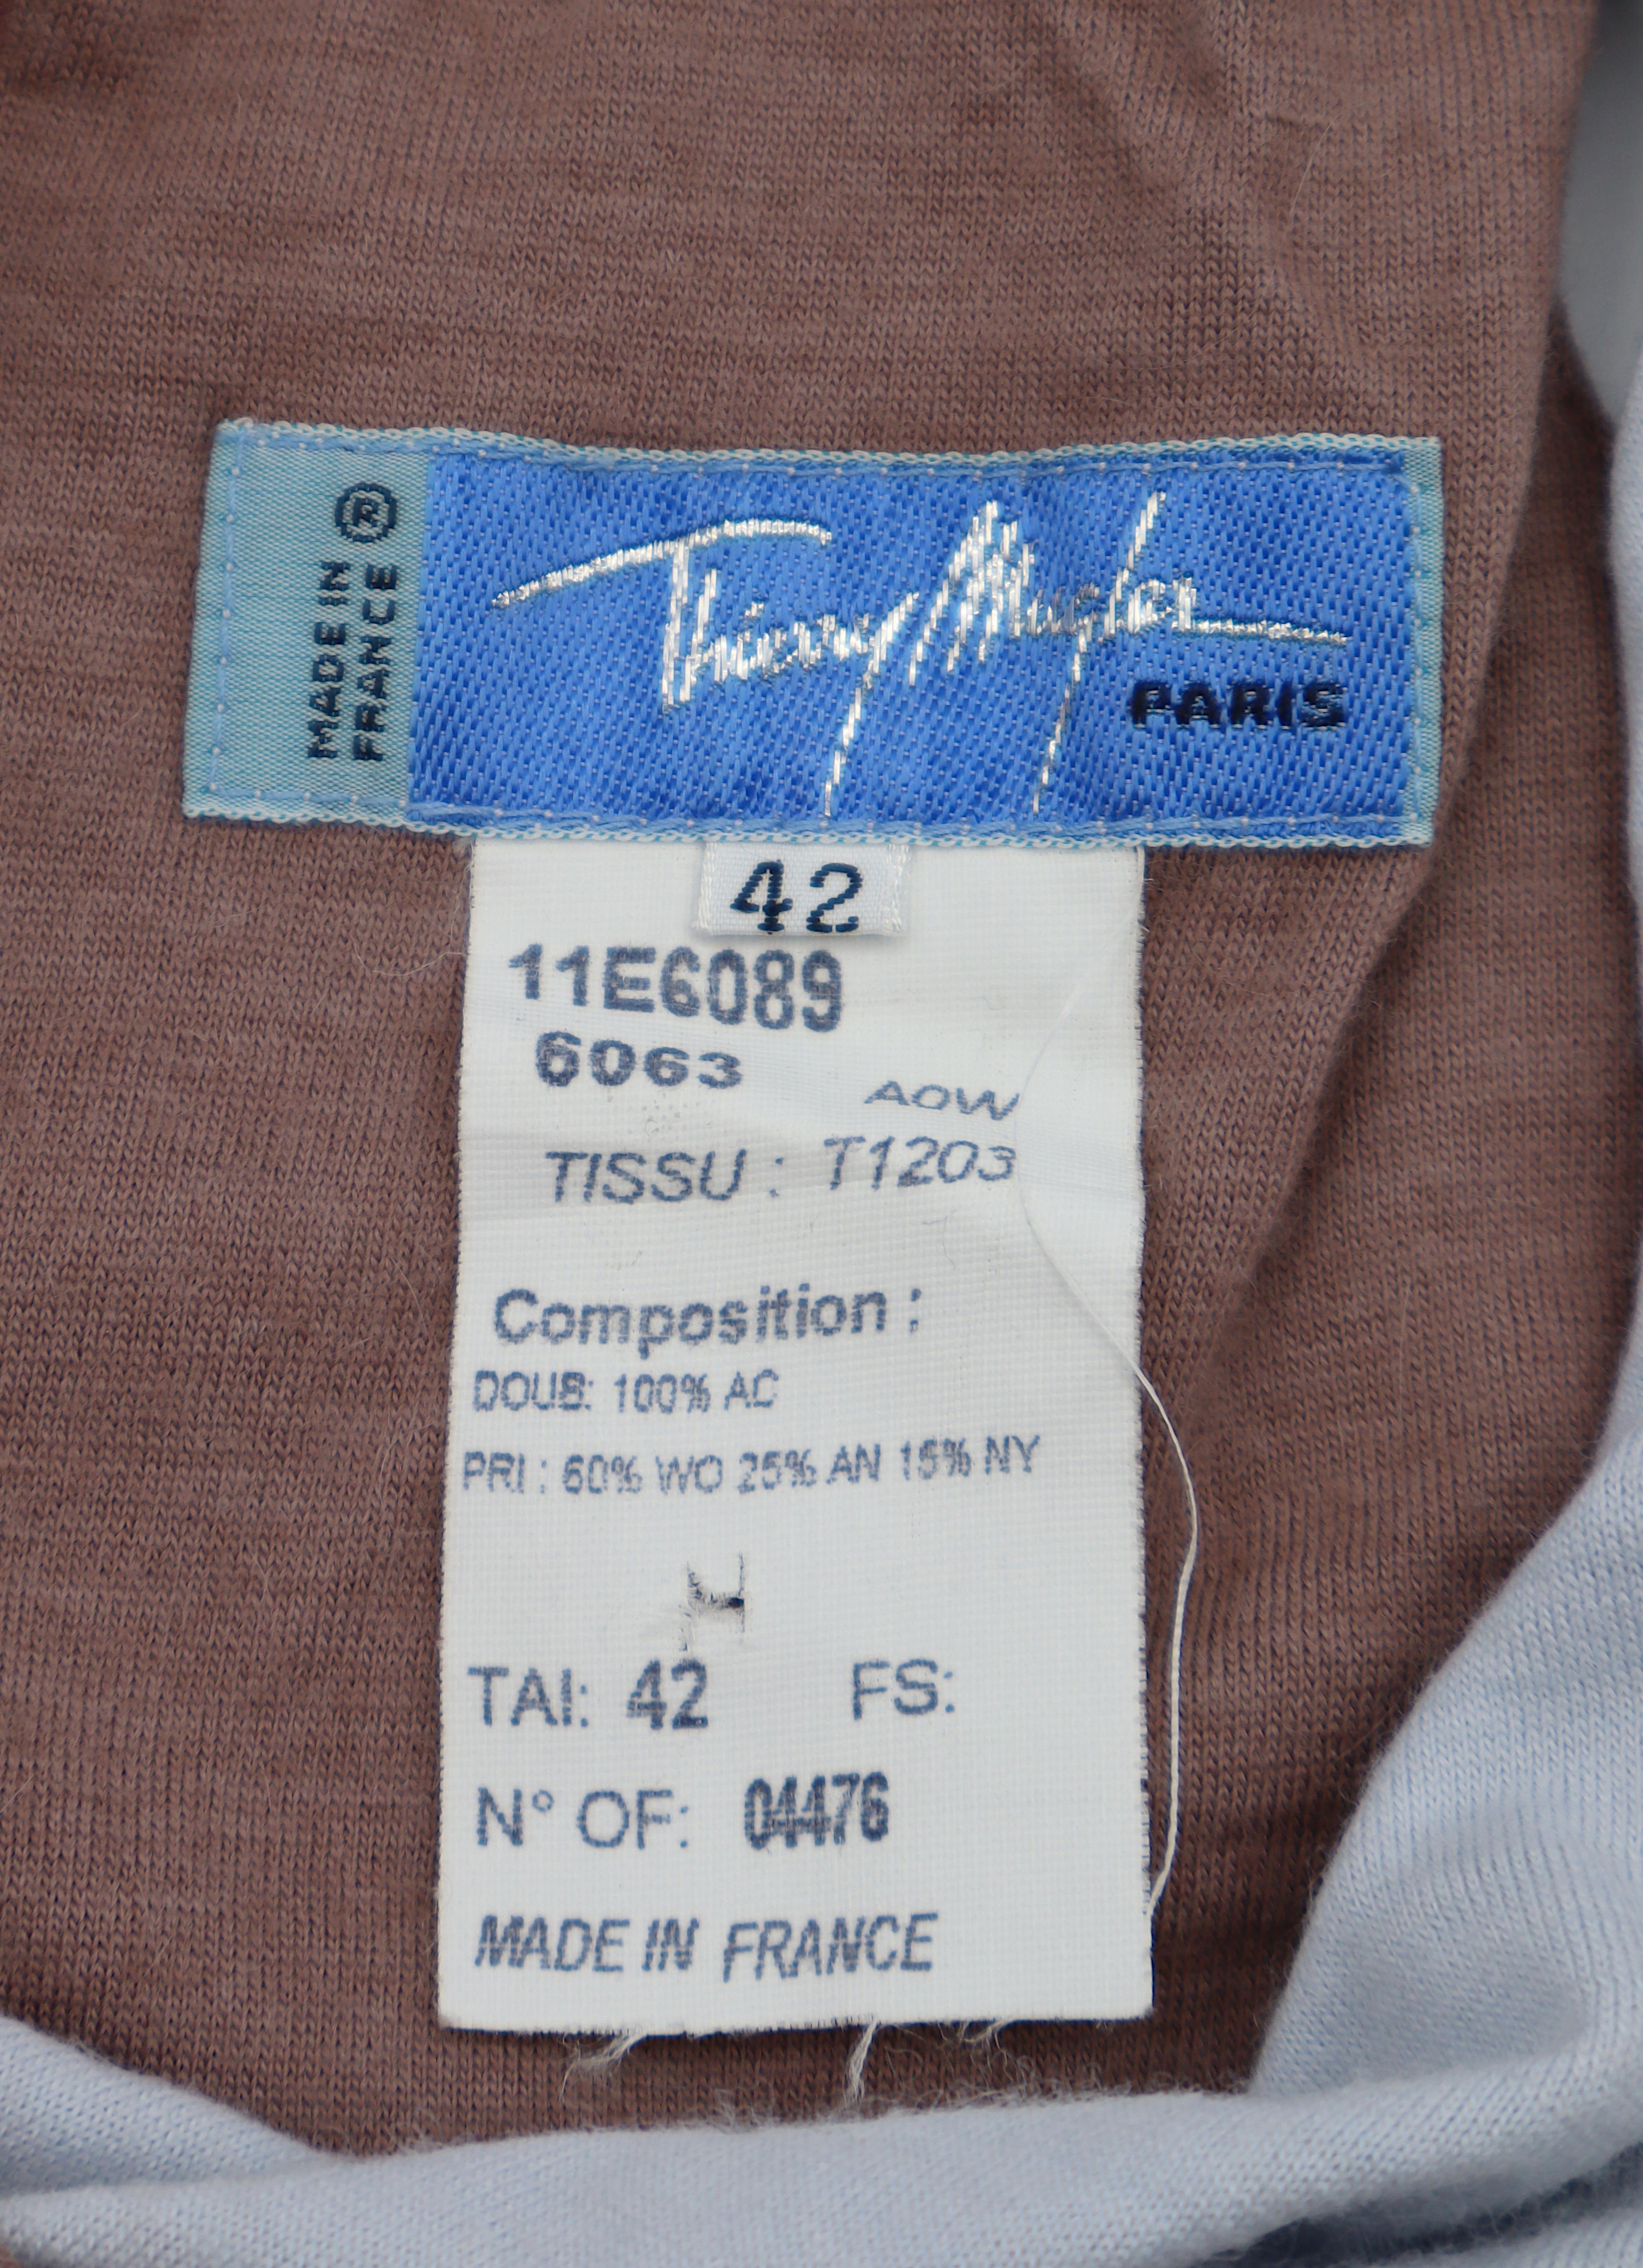 MADE IN
FRANCE ®
Thierry Mugler
PARIS
42
11E6089
6063
AOW
TISSU : T1203
Composition :
DOUB: 100% AC
PRI : 60% WO 25% AN 15% NY
TAI: 42 FS:
N° OF: 04476
MADE IN FRANCE